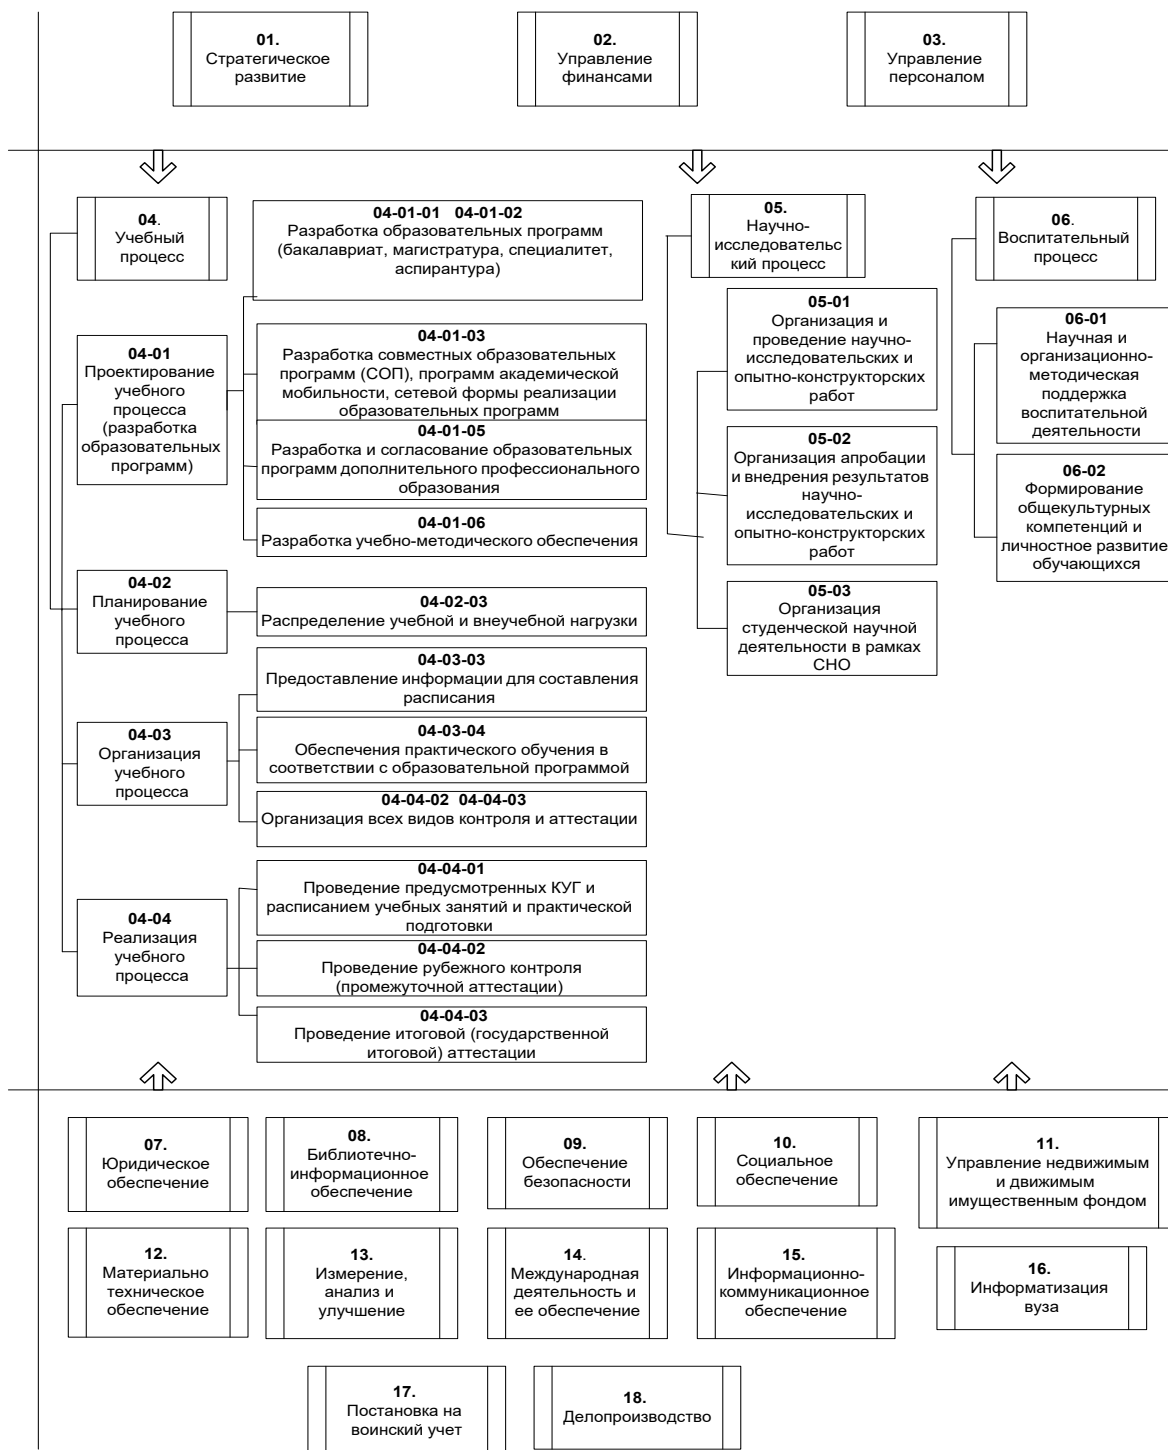 01.
Стратегическое
развитие
02.
Управление
финансами
03.
Управление
персоналом
04.
Учебный
процесс
04-01-01 04-01-02
Разработка образовательных программ
(бакалавриат, магистратура, специалитет,
аспирантура)
04-01
Проектирование
учебного
процесса
(разработка
образовательных
программ)
04-01-03
Разработка совместных образовательных
программ (СОП), программ академической
мобильности, сетевой формы реализации
образовательных программ
04-01-05
Разработка и согласование образовательных
программ дополнительного профессионального
образования
04-01-06
Разработка учебно-методического обеспечения
04-02
Планирование
учебного
процесса
04-02-03
Распределение учебной и внеучебной нагрузки
04-03
Организация
учебного
процесса
04-03-03
Предоставление информации для составления
расписания
04-03-04
Обеспечения практического обучения в
соответствии с образовательной программой
04-04-02 04-04-03
Организация всех видов контроля и аттестации
04-04
Реализация
учебного
процесса
04-04-01
Проведение предусмотренных КУГ и
расписанием учебных занятий и практической
подготовки
04-04-02
Проведение рубежного контроля
(промежуточной аттестации)
04-04-03
Проведение итоговой (государственной
итоговой) аттестации
05.
Научно-
исследовательс
кий процесс
05-01
Организация и
проведение научно-
исследовательских и
опытно-конструкторских
работ
05-02
Организация апробации
и внедрения результатов
научно-
исследовательских и
опытно-конструкторских
работ
05-03
Организация
студенческой научной
деятельности в рамках
СНО
06.
Воспитательный
процесс
06-01
Научная и
организационно-
методическая
поддержка
воспитательной
деятельности
06-02
Формирование
общекультурных
компетенций и
личностное развитие
обучающихся
07.
Юридическое
обеспечение
08.
Библиотечно-
информационное
обеспечение
09.
Обеспечение
безопасности
10.
Социальное
обеспечение
11.
Управление недвижимым
и движимым
имущественным фондом
12.
Материально
техническое
обеспечение
13.
Измерение,
анализ и
улучшение
14.
Международная
деятельность и
ее обеспечение
15.
Информационно-
коммуникационное
обеспечение
16.
Информатизация
вуза
17.
Постановка на
воинский учет
18.
Делопроизводство